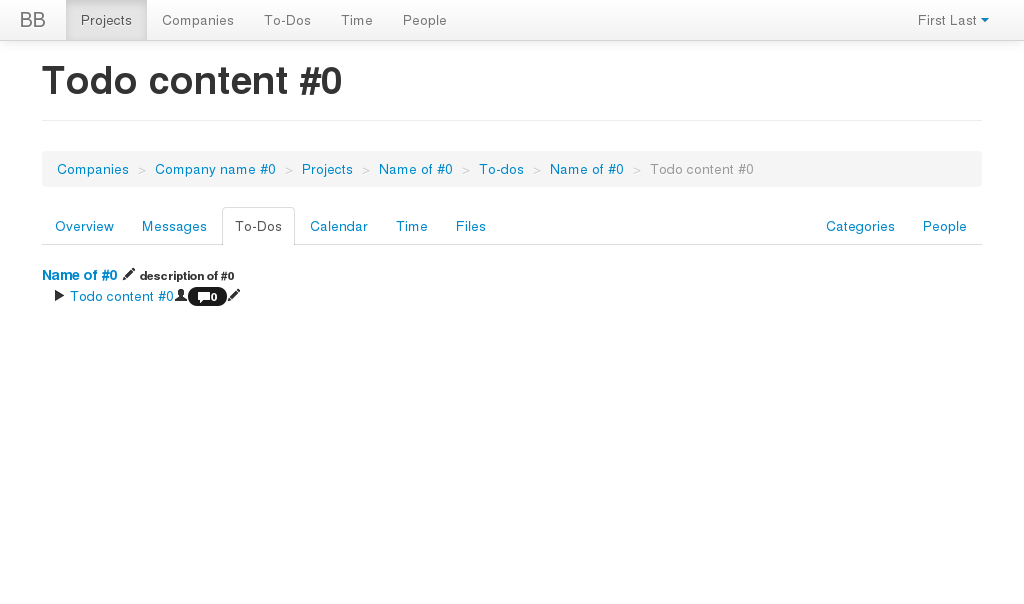 BB Projects Companies To-Dos Time People First Last
Todo content #0
Companies > Company name #0 > Projects > Name of #0 > To-dos > Name of #0 > Todo content #0
Overview Messages To-Dos Calendar Time Files Categories People
Name of #0 description of #0
Todo content #0 0